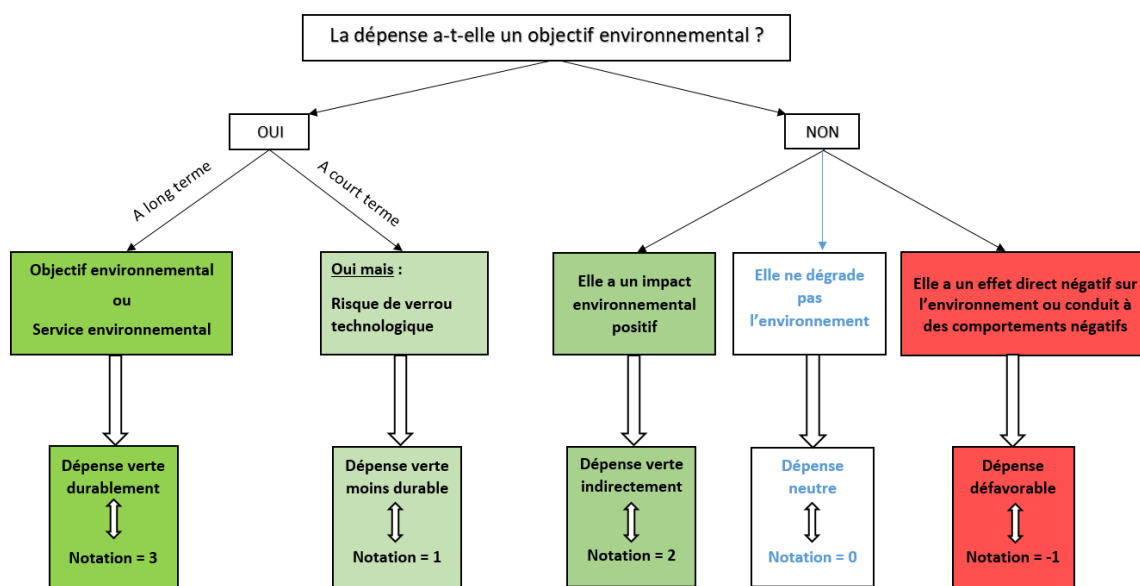 La dépense a-t-elle un objectif environnemental ?
OUI
NON
A long terme
A court terme
Objectif environnemental
ou
Service environnemental
Oui mais :
Risque de verrou
technologique
Elle a un impact
environnemental
positif
Elle ne dégrade
pas
l'environnement
Elle a un effet direct négatif sur
l'environnement ou conduit à
des comportements négatifs
Dépense verte
durablement
Notation = 3
Dépense verte
moins durable
Notation = 1
Dépense verte
indirectement
Notation = 2
Dépense
neutre
Notation = 0
Dépense
défavorable
Notation = -1